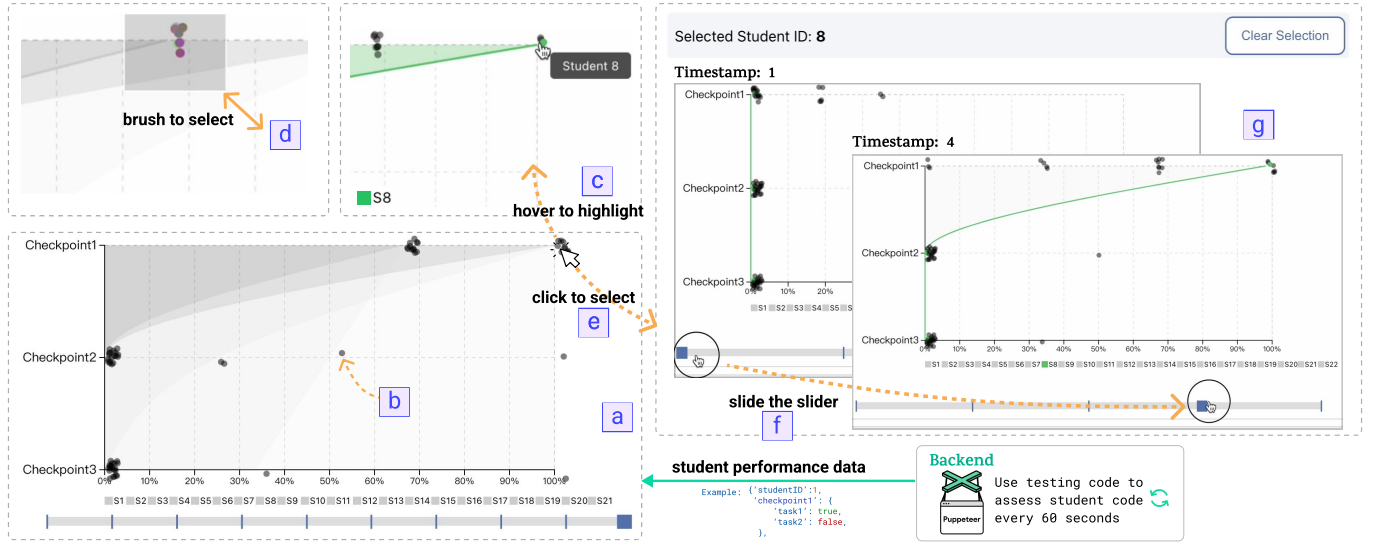 brush to select
d
Student 8
S8
c
hover to highlight
Checkpoint1
Checkpoint2
Checkpoint3
0% 10% 20% 30% 40% 50% 60% 70% 80% 90% 100%
S1 S2 S3 S4 S5 S6 S7 S8 S9 S10 S11 S12 S13 S14 S15 S16 S17 S18 S19 S20 S21
click to select
e
b
a
Selected Student ID: 8
Clear Selection
Timestamp: 1
Checkpoint1
Checkpoint2
Checkpoint3
0% 10% 20%
S1 S2 S3 S4 S5 S
g
Timestamp: 4
Checkpoint1
Checkpoint2
Checkpoint3
0% 10% 20% 30% 40% 50% 60% 70% 80% 90% 100%
S1 S2 S3 S4 S5 S6 S7 S8 S9 S10 S11 S12 S13 S14 S15 S16 S17 S18 S19 S20 S21 S22
slide the slider
f
student performance data
Example: {'studentID':1,
'checkpoint1': {
'task1': true,
'task2': false,
},
Backend
Puppeteer
Use testing code to
assess student code
every 60 seconds